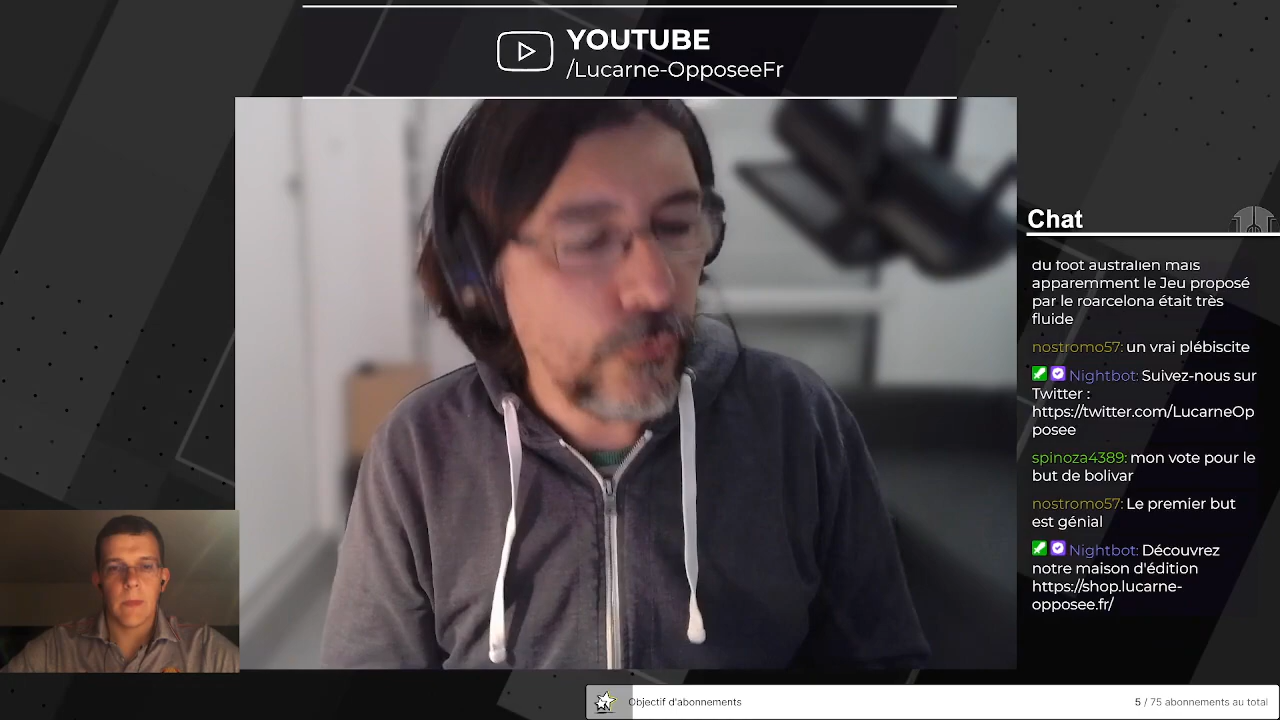 YOUTUBE
/Lucarne-OpposeeFr
Chat
du foot australien mais
apparemment le Jeu proposé
par le roarcelona était très
fluide
nostromo57: un vrai plébiscite
Nightbot: Suivez-nous sur
Twitter :
https://twitter.com/LucarneOp
posee
spinoza4389: mon vote pour le
but de bolivar
nostromo57: Le premier but
est génial
Nightbot: Découvrez
notre maison d'édition
https://shop.lucarne-
opposee.fr/
Objectif d'abonnements
5 / 75 abonnements au total